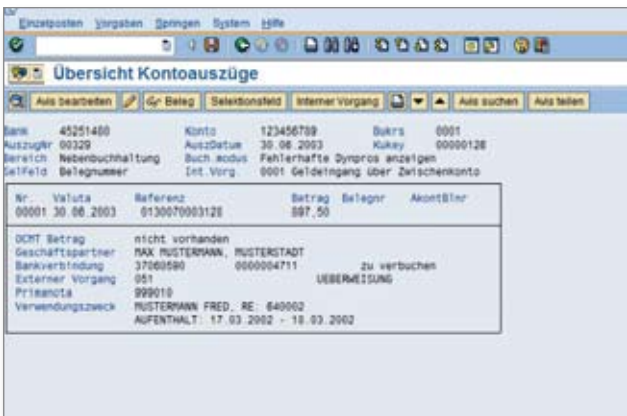 Einzelposten Vorgaben Springen System Hilfe
Übersicht Kontoauszüge
Avis bearbeiten Beleg Selektionsfeld Interner Vorgang Avis suchen Avis teilen
Bank 45251480 Konto 123456789 Bukrs 0001
AuszugNr 00329 AuszDatum 30.06.2003 Kukey 00000128
Bereich Nebenbuchhaltung Buch.modus Fehlerhafte Dynpros anzeigen
SelFeld Belegnummer Int.Vorg. 0001 Geldeingang über Zwischenkonto
Nr. Valuta Referenz Betrag Belegnr AkontBlnr
00001 30.06.2003 0130070003128 897,50
DCMT Betrag nicht vorhanden
Geschäftspartner MAX MUSTERMANN, MUSTERSTADT
Bankverbindung 37060590 0000004711 zu verbuchen
Externer Vorgang 051 UEBERWEISUNG
Primanota 999010
Verwendungszweck MUSTERMANN FRED, RE: 640002
AUFENTHALT: 17.03.2002 - 18.03.2002